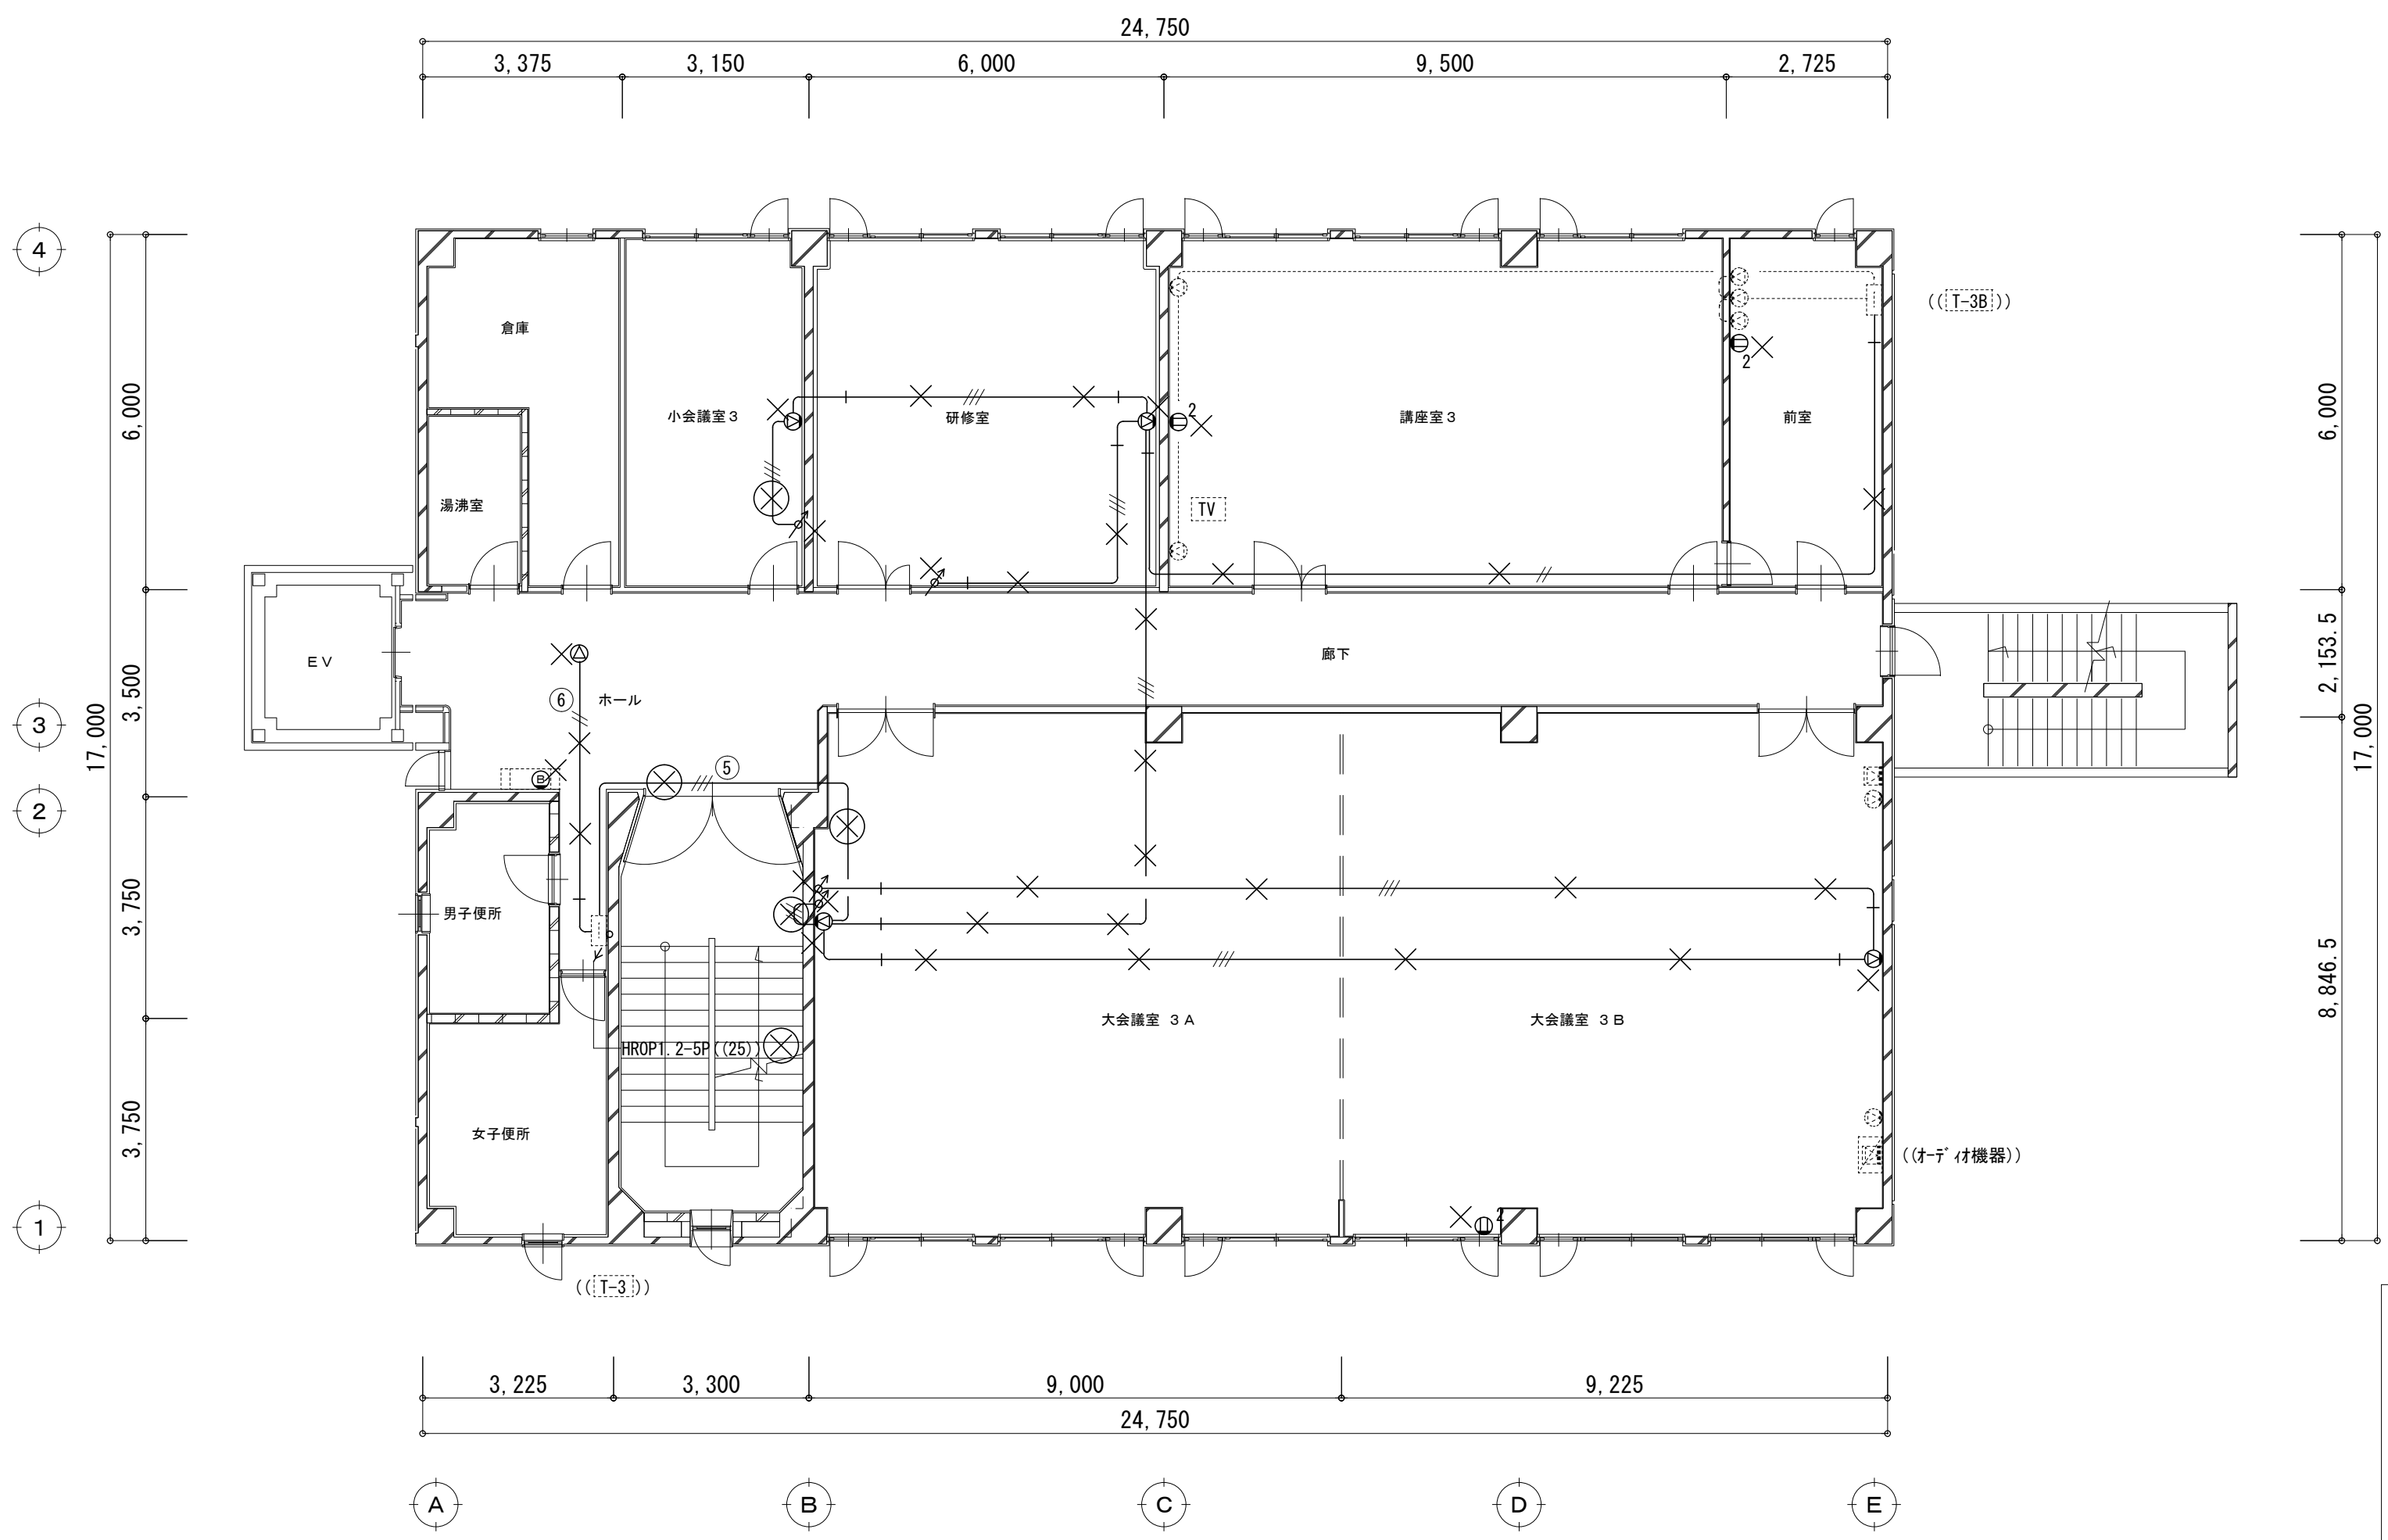 24,750
3,375
3,150
6,000
9,500
2,725
4
倉庫
((T-3B))
6,000
小会議室3
研修室
2
講座室3
2
前室
6,000
湯沸室
TV
EV
廊下
2,153.5
3,500
⑥
ホール
3
17,000
17,000
⑤
B
2
3,750
男子便所
8,846.5
大会議室 3A
大会議室 3B
HROP1.2-5P((25))
3,750
女子便所
((オーディオ機器))
2
1
((T-3))
3,225
3,300
9,000
9,225
24,750
A
B
C
D
E